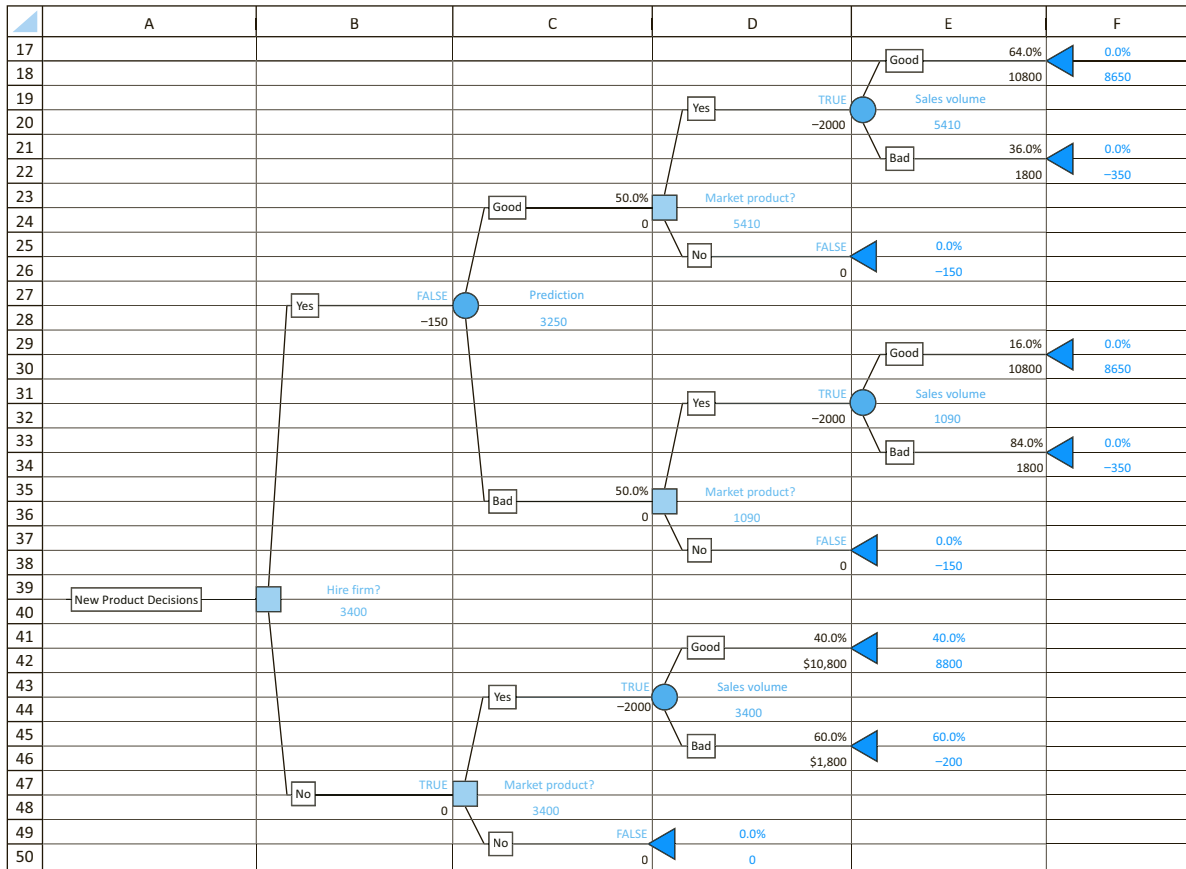 A B C D E F
17 64.0% 0.0%
Good
18 10800 8650
19 TRUE Sales volume
Yes
20 −2000 5410
21 36.0% 0.0%
Bad
22 1800 −350
23 50.0% Market product?
Good
24 0 5410
25 FALSE 0.0%
No
26 0 −150
27 FALSE Prediction
Yes
28 −150 3250
29 16.0% 0.0%
Good
30 10800 8650
31 TRUE Sales volume
Yes
32 −2000 1090
33 84.0% 0.0%
Bad
34 1800 −350
35 50.0% Market product?
Bad
36 0 1090
37 FALSE 0.0%
No
38 0 −150
39 Hire firm?
New Product Decisions
40 3400
41 40.0% 40.0%
Good
42 $10,800 8800
43 TRUE Sales volume
Yes
44 −2000 3400
45 60.0% 60.0%
Bad
46 $1,800 −200
47 TRUE Market product?
No
48 0 3400
49 FALSE 0.0%
No
50 0 0